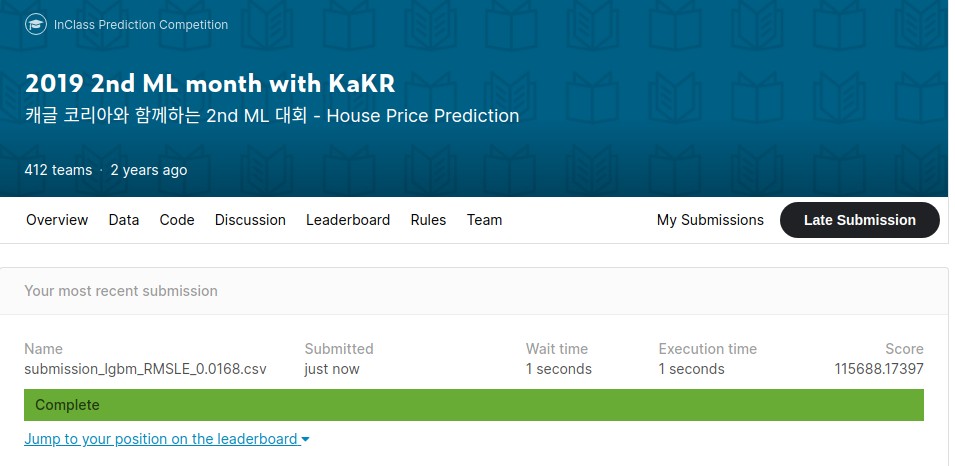 InClass Prediction Competition
2019 2nd ML month with KaKR
캐글 코리아와 함께하는 2nd ML 대회 - House Price Prediction
412 teams · 2 years ago
Overview Data Code Discussion Leaderboard Rules Team My Submissions Late Submission
Your most recent submission
Name Submitted Wait time Execution time Score
submission_lgbm_RMSLE_0.0168.csv just now 1 seconds 1 seconds 115688.17397
Complete
Jump to your position on the leaderboard